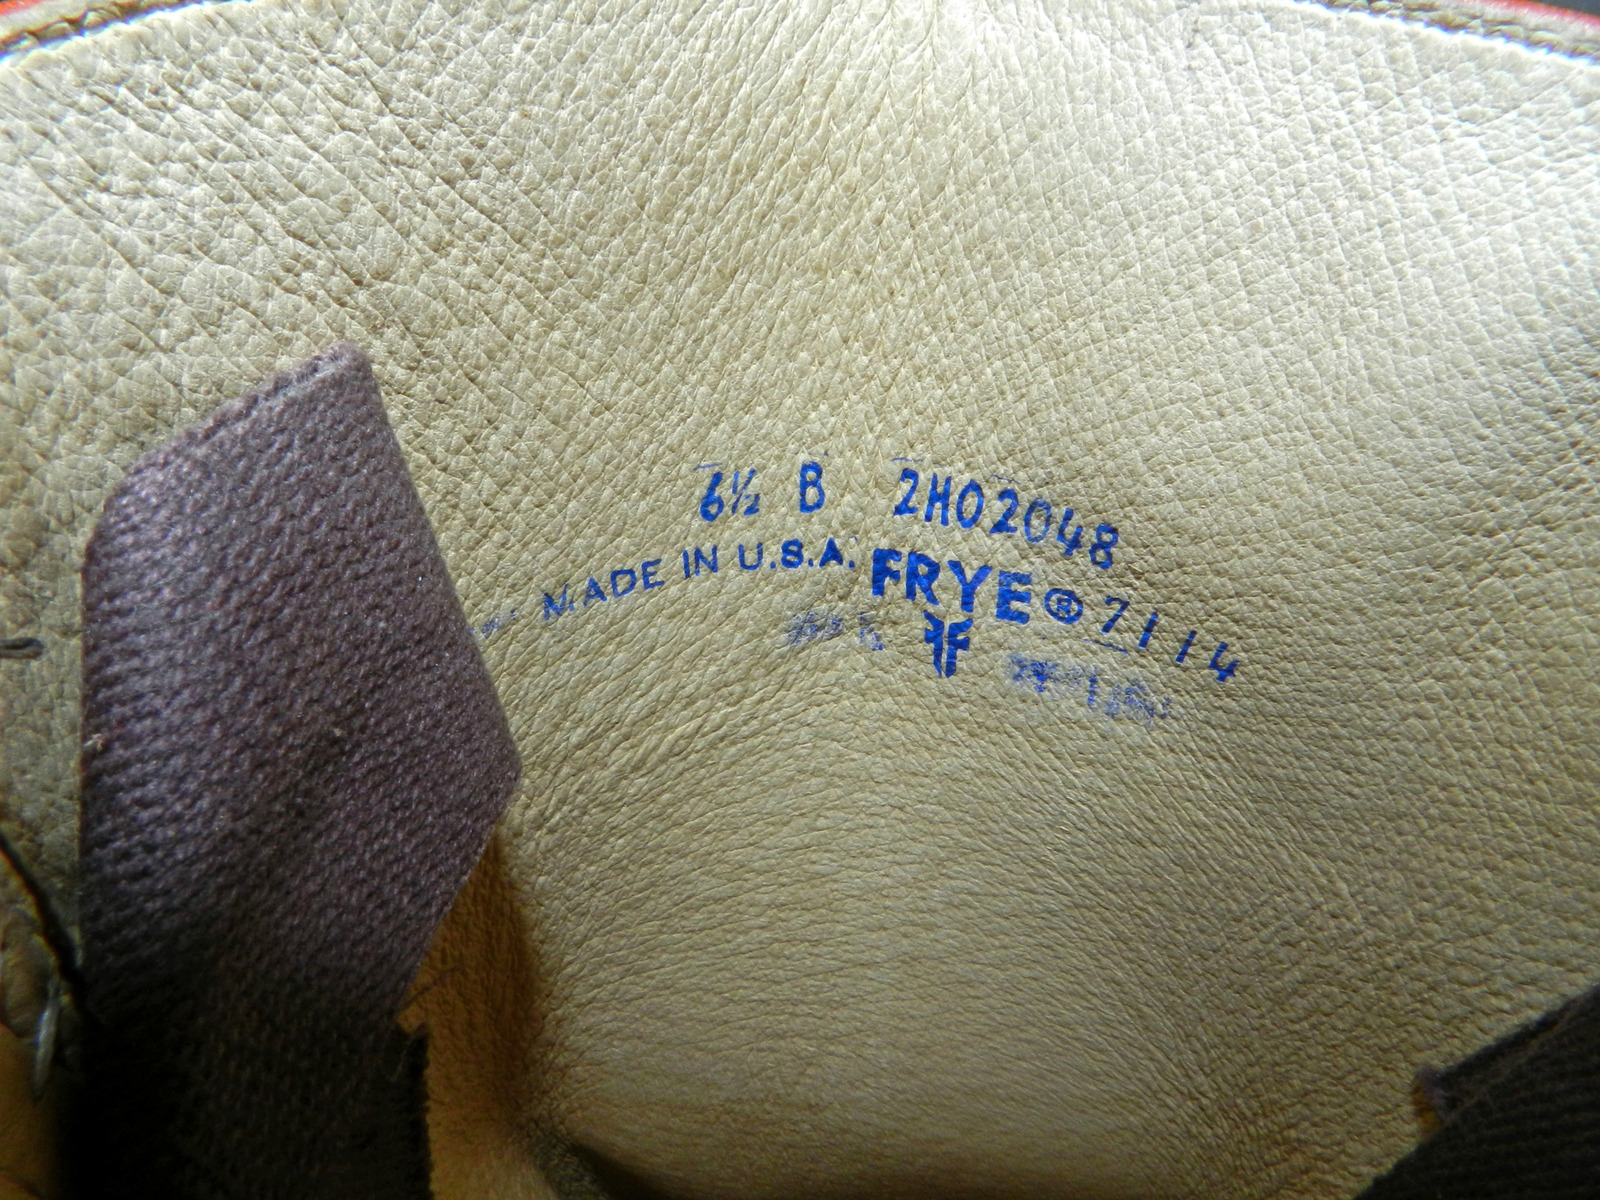 6½ B 2H02048
MADE IN U.S.A. FRYE® 7114